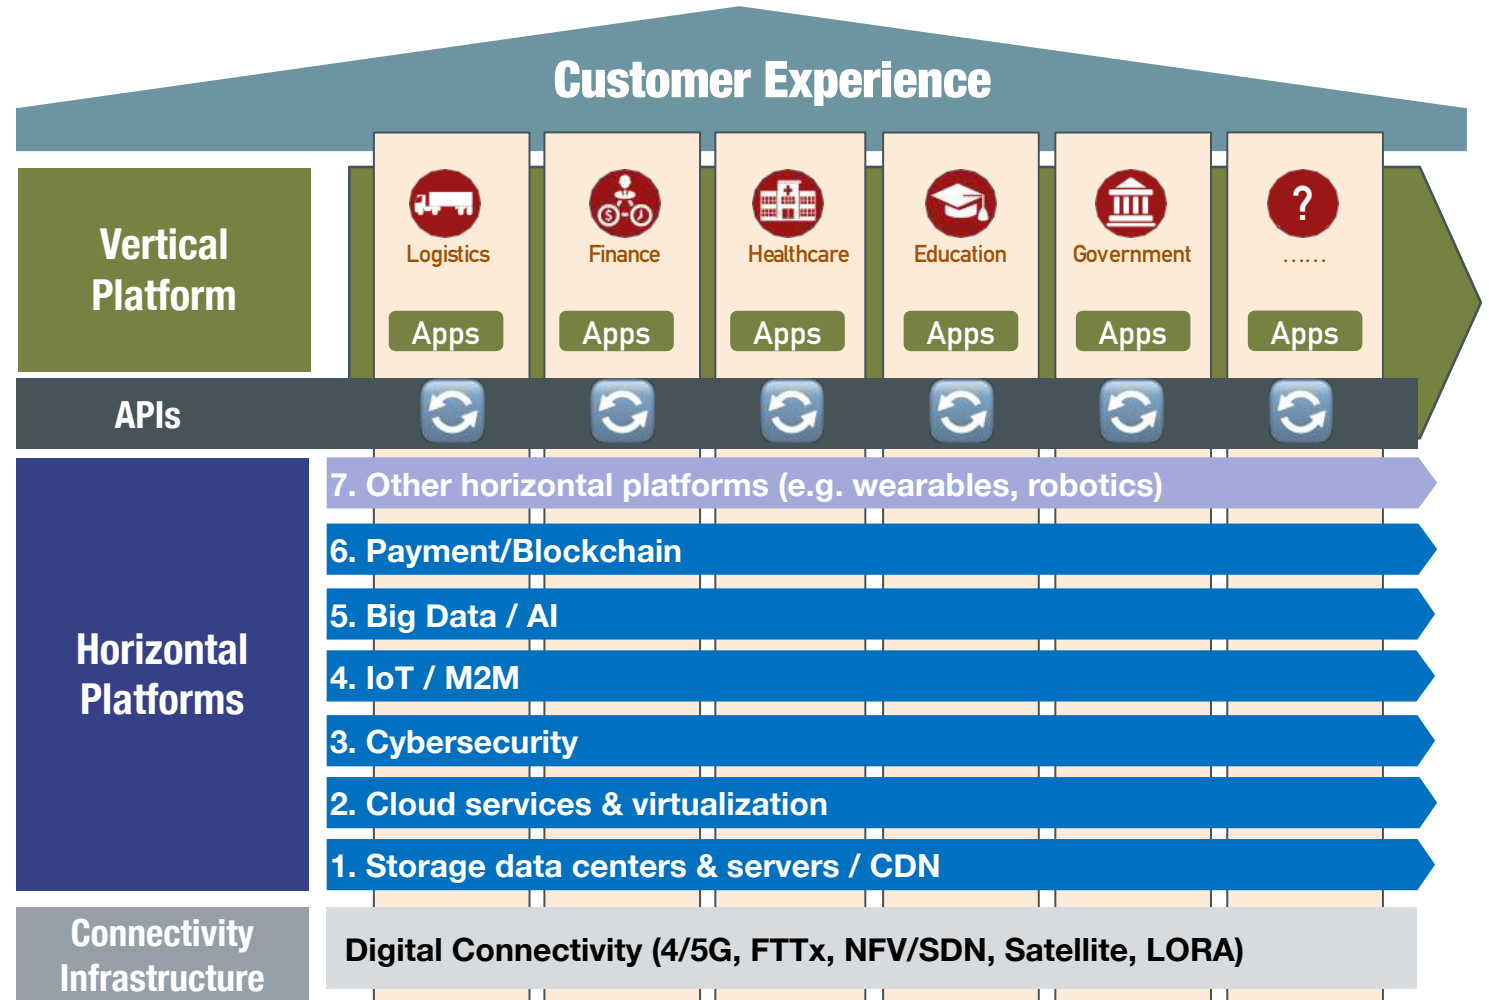 Customer Experience
Vertical
Platform
Logistics
Finance
Healthcare
Education
Government
?
......
Apps
Apps
Apps
Apps
Apps
Apps
APIs
Horizontal
Platforms
7. Other horizontal platforms (e.g. wearables, robotics)
6. Payment/Blockchain
5. Big Data / AI
4. IoT / M2M
3. Cybersecurity
2. Cloud services & virtualization
1. Storage data centers & servers / CDN
Connectivity
Infrastructure
Digital Connectivity (4/5G, FTTx, NFV/SDN, Satellite, LORA)